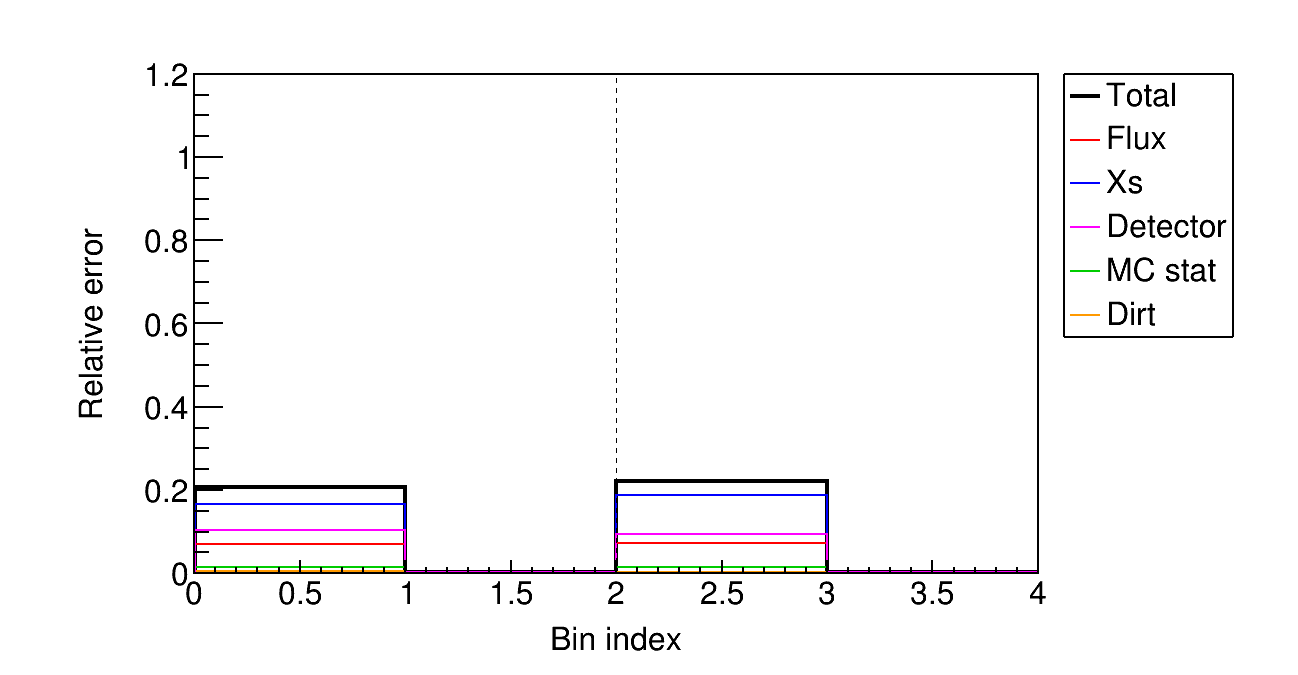 1.2
1
0.8
0.6
0.4
0.2
0
Relative error
0 0.5 1 1.5 2 2.5 3 3.5 4
Bin index
Total
Flux
Xs
Detector
MC stat
Dirt